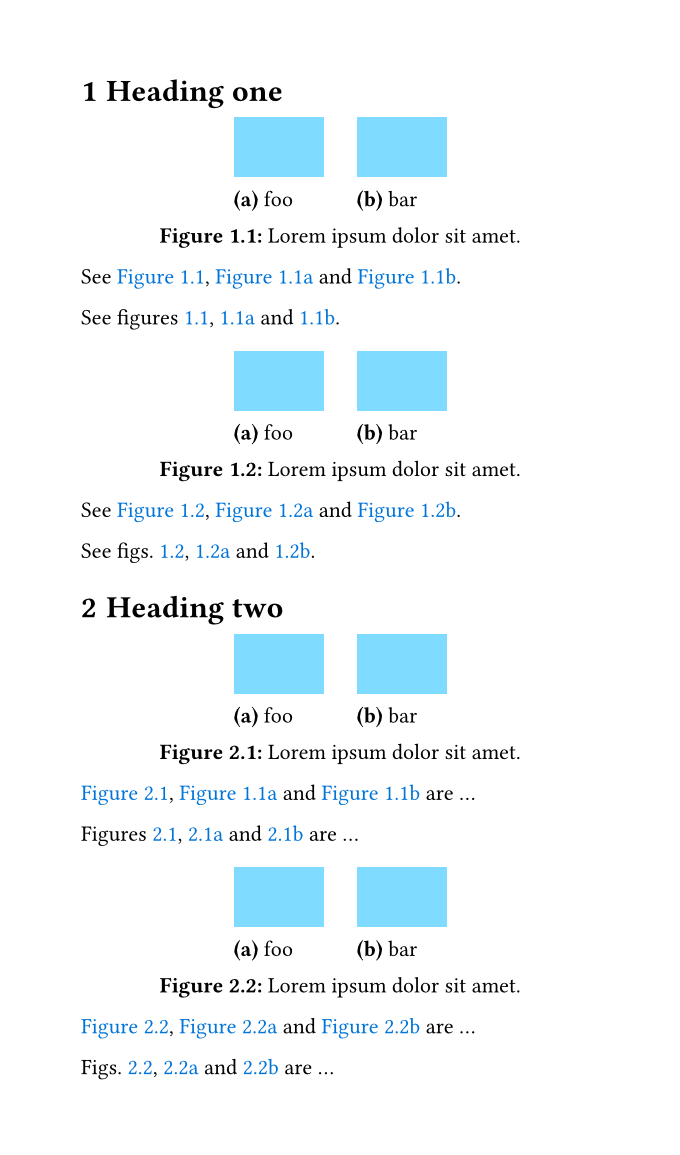 1 Heading one
(a) foo (b) bar
Figure 1.1: Lorem ipsum dolor sit amet.
See Figure 1.1, Figure 1.1a and Figure 1.1b.
See figures 1.1, 1.1a and 1.1b.
(a) foo (b) bar
Figure 1.2: Lorem ipsum dolor sit amet.
See Figure 1.2, Figure 1.2a and Figure 1.2b.
See figs. 1.2, 1.2a and 1.2b.
2 Heading two
(a) foo (b) bar
Figure 2.1: Lorem ipsum dolor sit amet.
Figure 2.1, Figure 1.1a and Figure 1.1b are …
Figures 2.1, 2.1a and 2.1b are …
(a) foo (b) bar
Figure 2.2: Lorem ipsum dolor sit amet.
Figure 2.2, Figure 2.2a and Figure 2.2b are …
Figs. 2.2, 2.2a and 2.2b are …